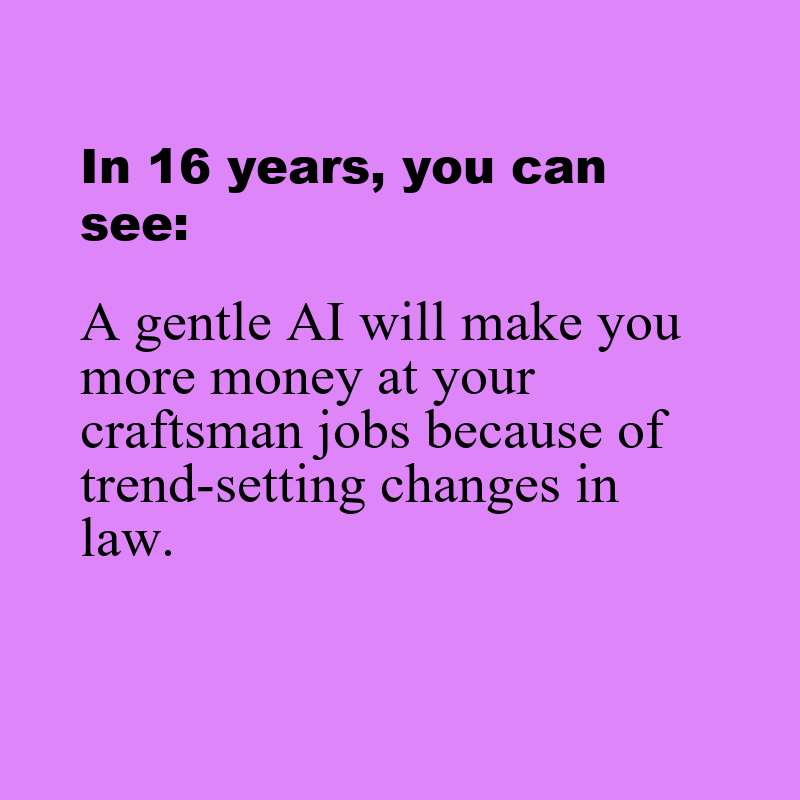 In 16 years, you can
see:
A gentle AI will make you
more money at your
craftsman jobs because of
trend-setting changes in
law.